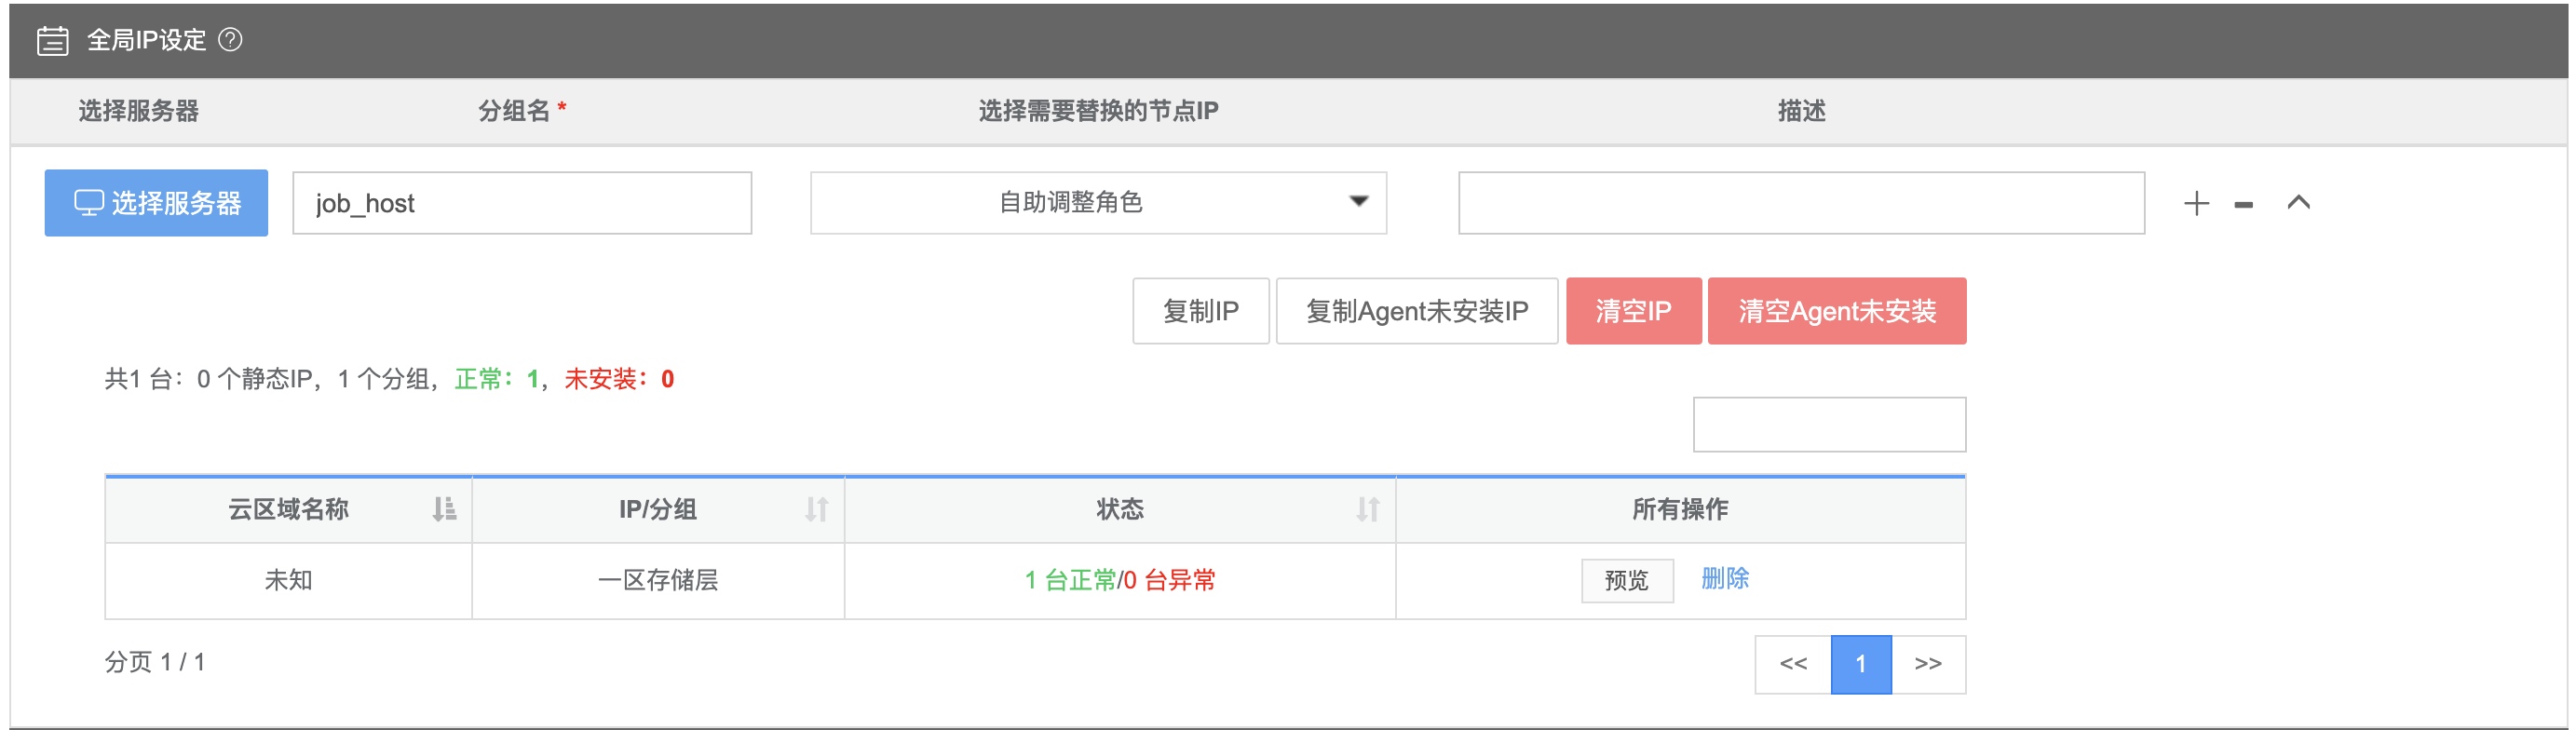 全局IP设定
选择服务器 分组名 * 选择需要替换的节点IP 描述
选择服务器 job_host 自助调整角色
复制IP 复制Agent未安装IP 清空IP 清空Agent未安装
共1 台：0 个静态IP，1 个分组，正常：1，未安装：0
云区域名称 IP/分组 状态 所有操作
未知 一区存储层 1 台正常/0 台异常 预览 删除
分页 1 / 1 << 1 >>